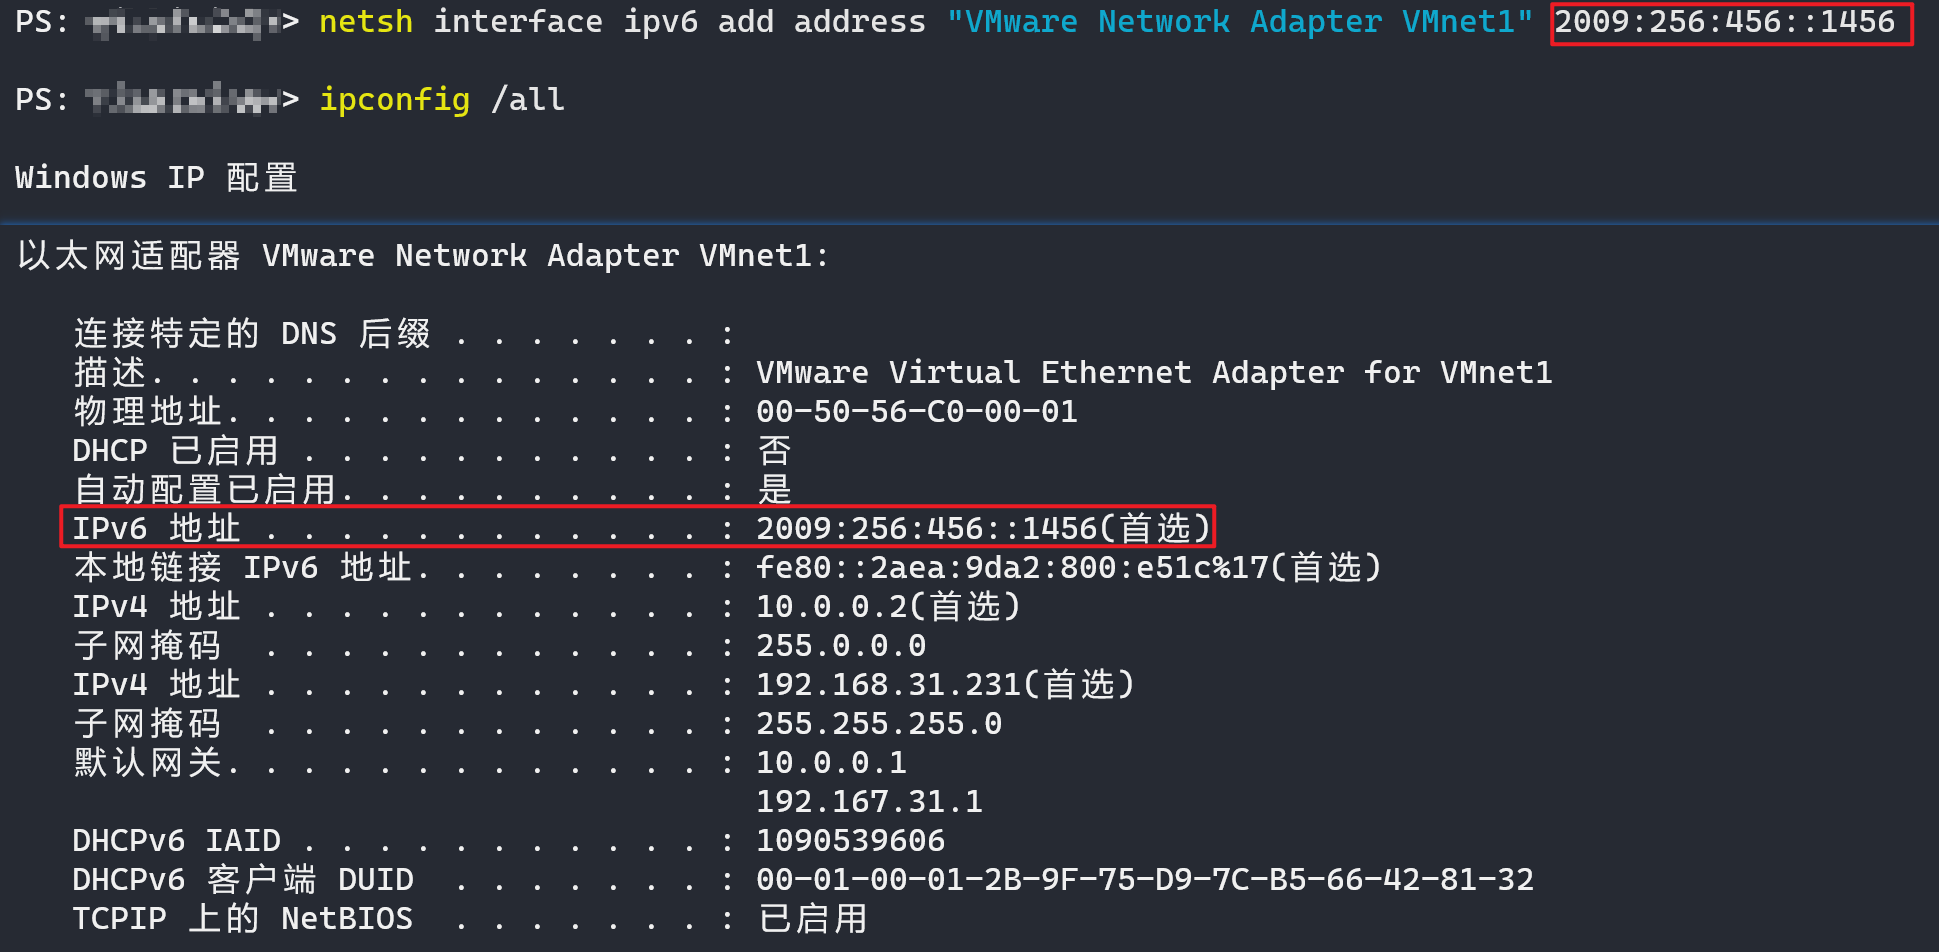 PS: > netsh interface ipv6 add address "VMware Network Adapter VMnet1" 2009:256:456::1456
PS: > ipconfig /all
Windows IP 配置
以太网适配器 VMware Network Adapter VMnet1:
连接特定的 DNS 后缀 . . . . . . . :
描述. . . . . . . . . . . . . . . : VMware Virtual Ethernet Adapter for VMnet1
物理地址. . . . . . . . . . . . . : 00-50-56-C0-00-01
DHCP 已启用 . . . . . . . . . . . : 否
自动配置已启用. . . . . . . . . . : 是
IPv6 地址 . . . . . . . . . . . . : 2009:256:456::1456(首选)
本地链接 IPv6 地址. . . . . . . . : fe80::2aea:9da2:800:e51c%17(首选)
IPv4 地址 . . . . . . . . . . . . : 10.0.0.2(首选)
子网掩码  . . . . . . . . . . . . : 255.0.0.0
IPv4 地址 . . . . . . . . . . . . : 192.168.31.231(首选)
子网掩码  . . . . . . . . . . . . : 255.255.255.0
默认网关. . . . . . . . . . . . . : 10.0.0.1
192.167.31.1
DHCPv6 IAID . . . . . . . . . . . : 1090539606
DHCPv6 客户端 DUID  . . . . . . . : 00-01-00-01-2B-9F-75-D9-7C-B5-66-42-81-32
TCPIP 上的 NetBIOS  . . . . . . . : 已启用